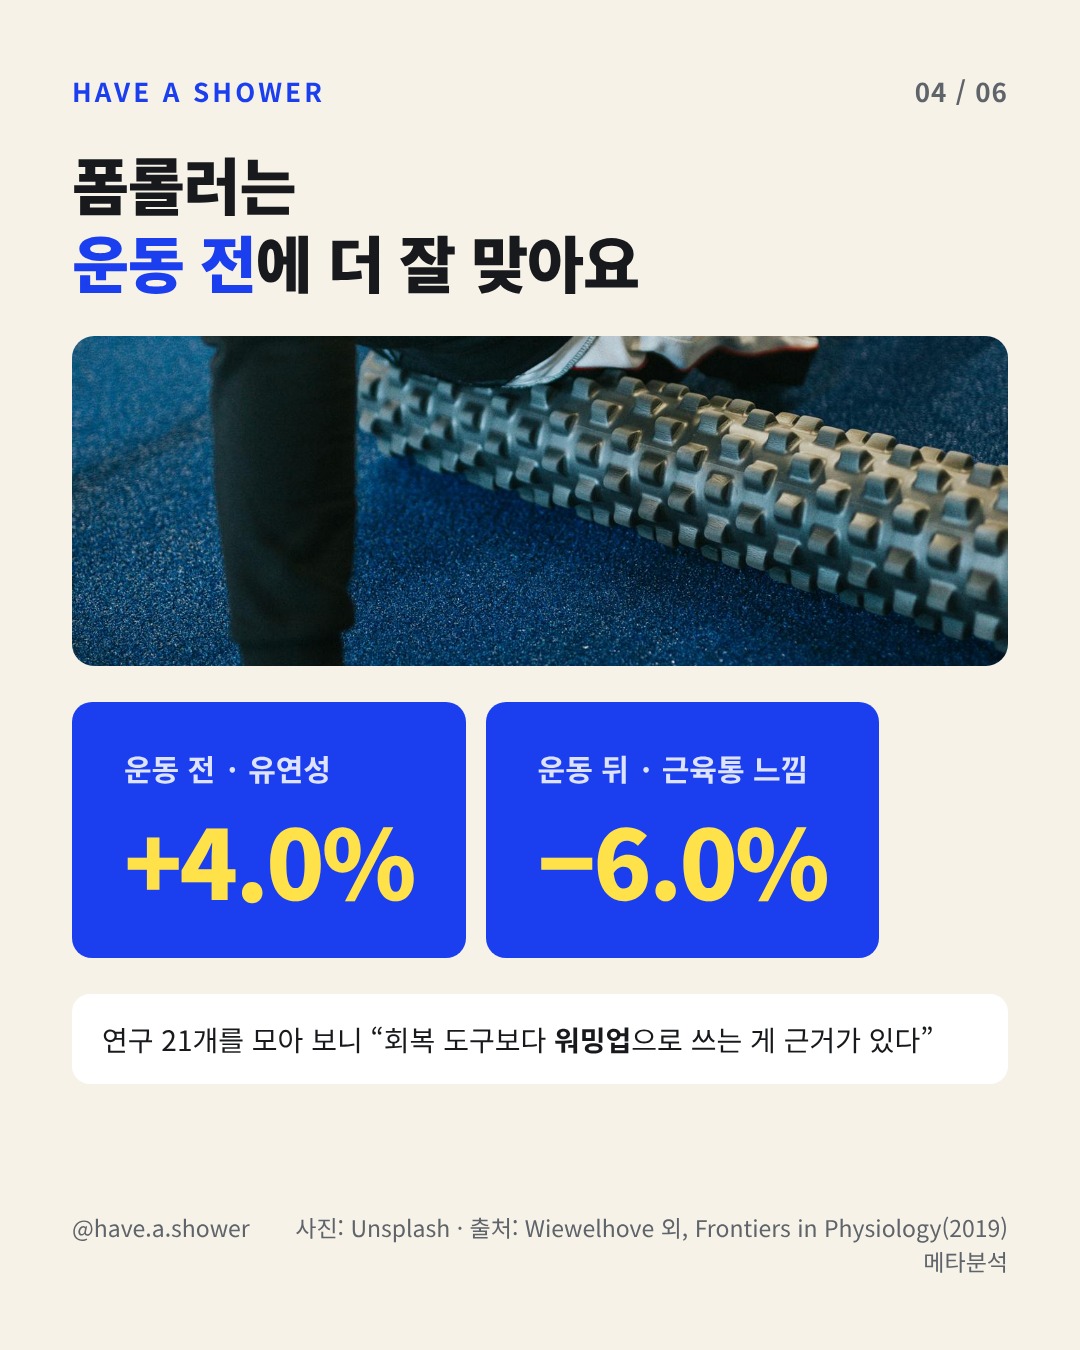 HAVE A SHOWER
04 / 06
폼롤러는
운동 전에 더 잘 맞아요
운동 전 · 유연성
+4.0%
운동 뒤 · 근육통 느낌
−6.0%
연구 21개를 모아 보니 “회복 도구보다 워밍업으로 쓰는 게 근거가 있다”
@have.a.shower
사진: Unsplash · 출처: Wiewelhove 외, Frontiers in Physiology(2019)
메타분석